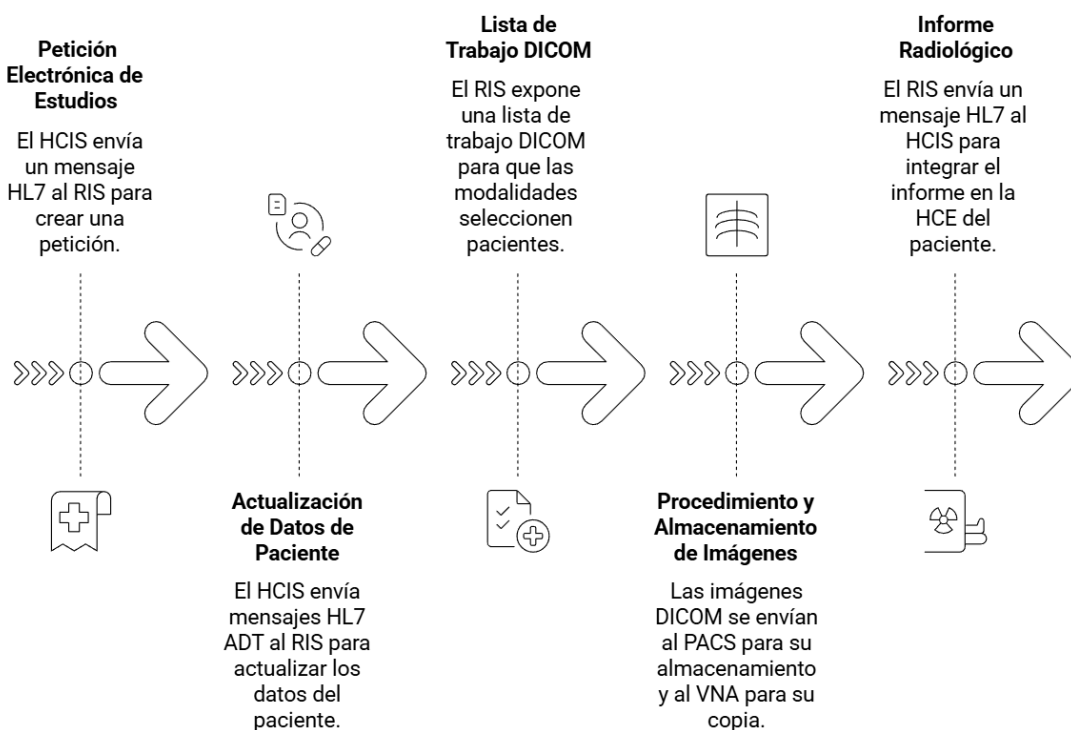 Petición
Electrónica de
Estudios
El HCIS envía
un mensaje
HL7 al RIS para
crear una
petición.
Actualización
de Datos de
Paciente
El HCIS envía
mensajes HL7
ADT al RIS para
actualizar los
datos del
paciente.
Lista de
Trabajo DICOM
El RIS expone
una lista de
trabajo DICOM
para que las
modalidades
seleccionen
pacientes.
Procedimiento y
Almacenamiento
de Imágenes
Las imágenes
DICOM se envían
al PACS para su
almacenamiento
y al VNA para su
copia.
Informe
Radiológico
El RIS envía un
mensaje HL7 al
HCIS para
integrar el
informe en la
HCE del
paciente.